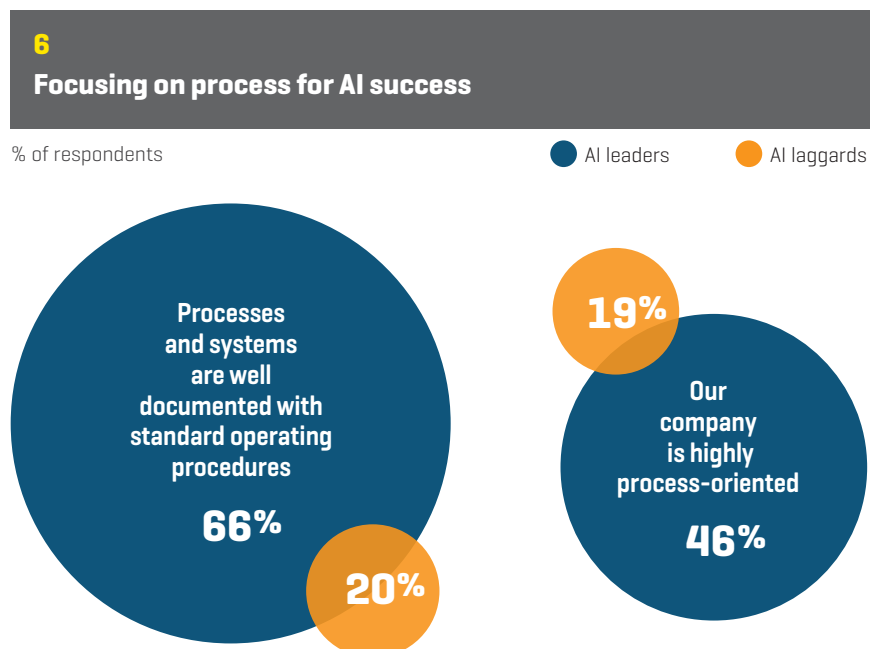 6
Focusing on process for AI success
% of respondents
AI leaders
AI laggards
Processes
and systems
are well
documented with
standard operating
procedures
66%
20%
19%
Our
company
is highly
process-oriented
46%